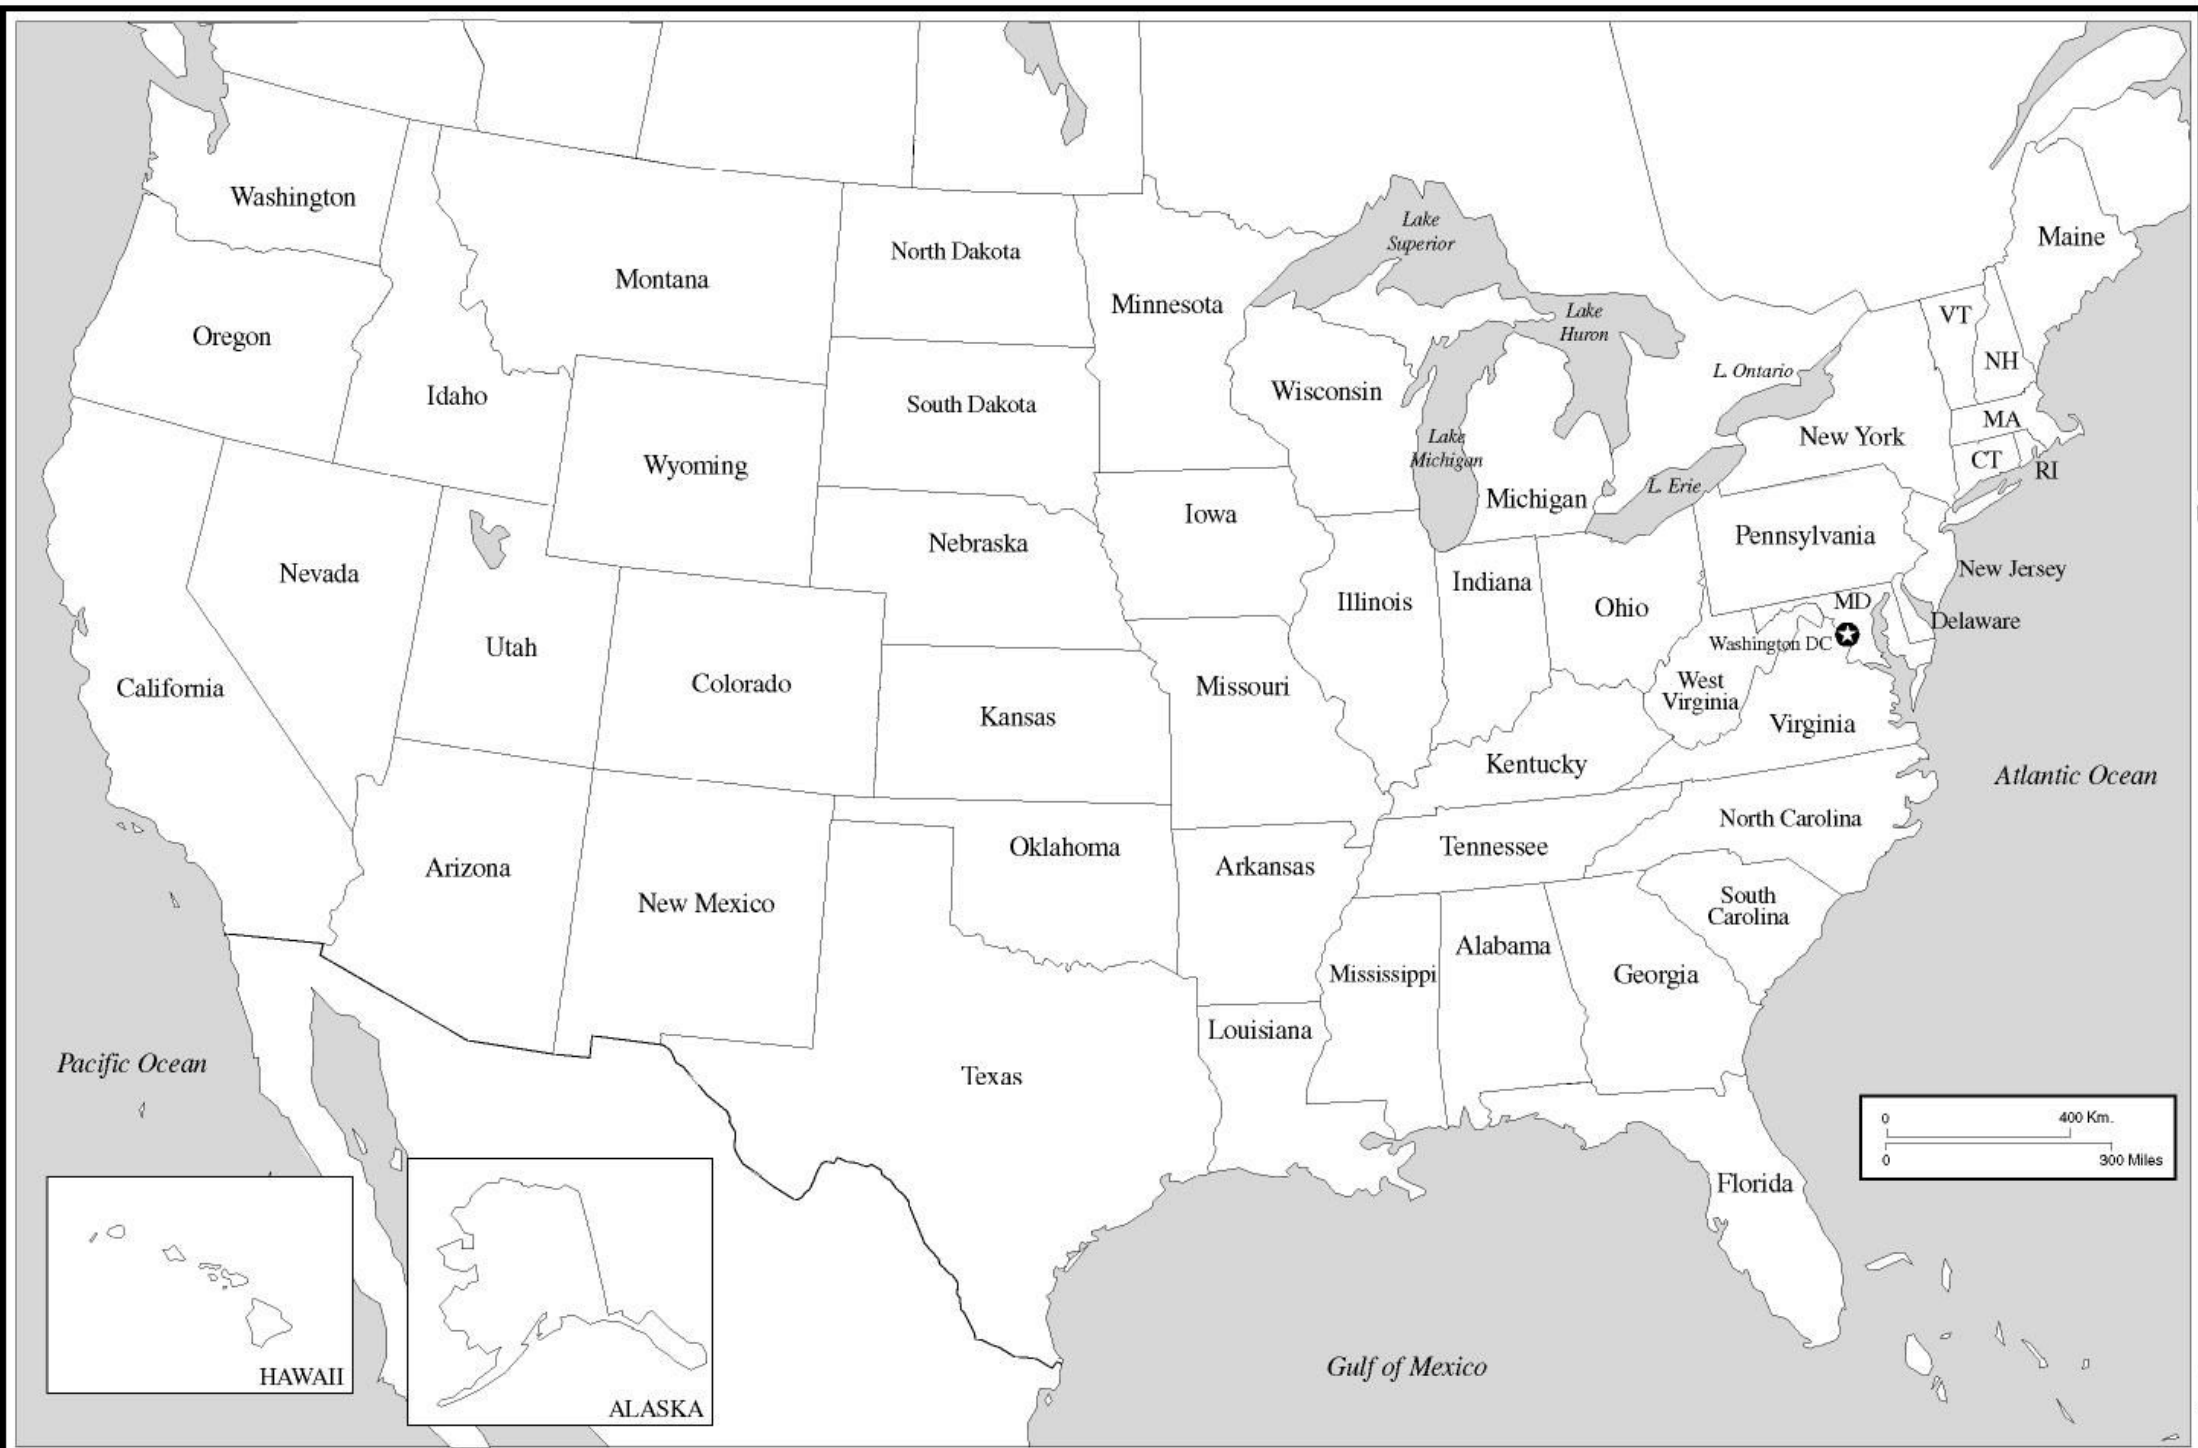 Washington
Montana
North Dakota
Minnesota
Lake
Superior
Maine
Oregon
Idaho
Wyoming
South Dakota
Wisconsin
Lake
Huron
Lake
Michigan
Michigan
L. Ontario
L. Erie
VT
NH
MA
CT
RI
New York
Pennsylvania
New Jersey
Delaware
MD
Washington DC
Nevada
Utah
California
Colorado
Nebraska
Iowa
Illinois
Indiana
Ohio
West
Virginia
Virginia
Kansas
Missouri
Kentucky
Atlantic Ocean
Arizona
New Mexico
Oklahoma
Arkansas
Tennessee
North Carolina
South
Carolina
Mississippi
Alabama
Georgia
Louisiana
Texas
Florida
Pacific Ocean
Gulf of Mexico
HAWAII
ALASKA
0 400 Km.
0 300 Miles